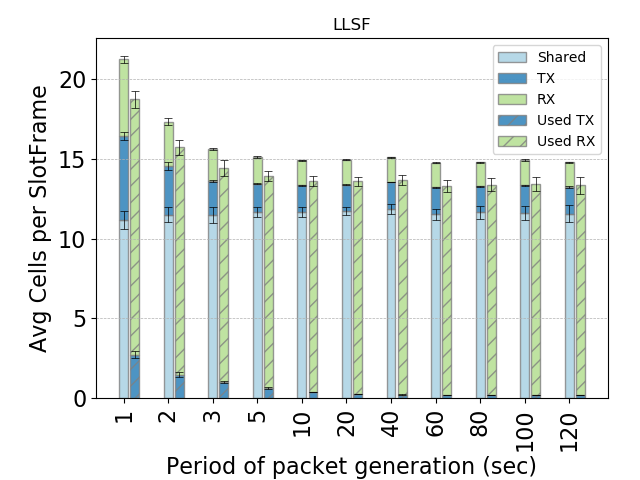 LLSF
Shared
TX
RX
Used TX
Used RX
Avg Cells per SlotFrame
20
15
10
5
0
1 2 3 5 10 20 40 60 80 100 120
Period of packet generation (sec)